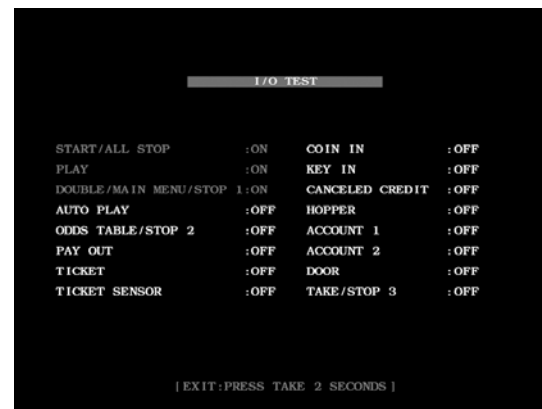 I/O TEST
START/ALL STOP :ON COIN IN :OFF
PLAY :ON KEY IN :OFF
DOUBLE/MAIN MENU/STOP 1:ON CANCELED CREDIT :OFF
AUTO PLAY :OFF HOPPER :OFF
ODDS TABLE/STOP 2 :OFF ACCOUNT 1 :OFF
PAY OUT :OFF ACCOUNT 2 :OFF
TICKET :OFF DOOR :OFF
TICKET SENSOR :OFF TAKE/STOP 3 :OFF
[EXIT:PRESS TAKE 2 SECONDS]